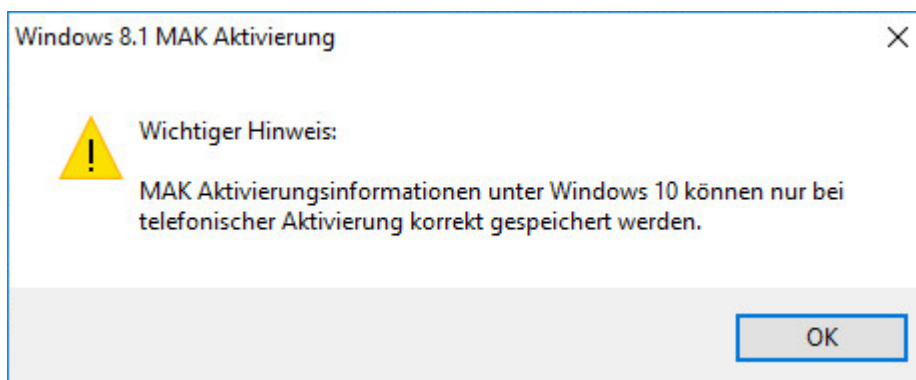 Windows 8.1 MAK Aktivierung
Wichtiger Hinweis:
MAK Aktivierungsinformationen unter Windows 10 können nur bei
telefonischer Aktivierung korrekt gespeichert werden.
OK